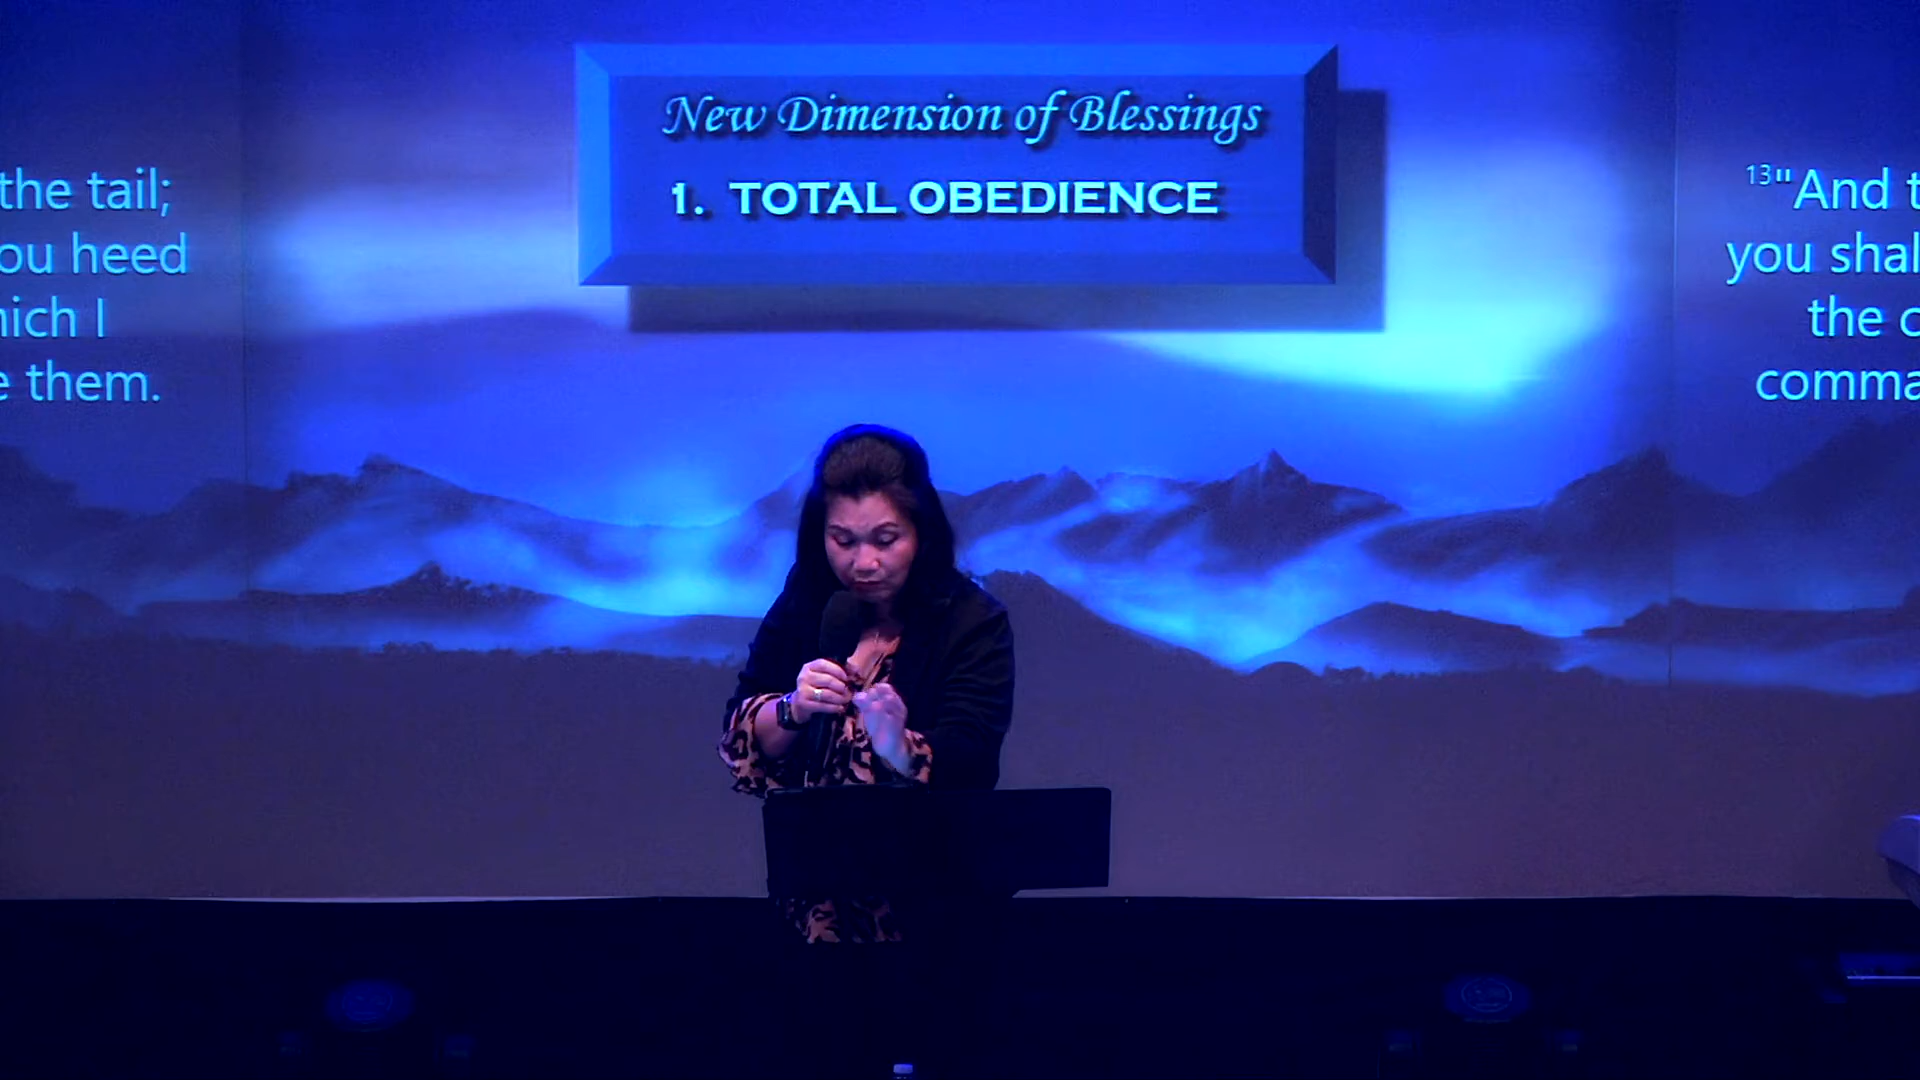 New Dimension of Blessings
1. TOTAL OBEDIENCE
the tail;
ou heed
hich I
e them.
13"And t
you shal
the c
comma